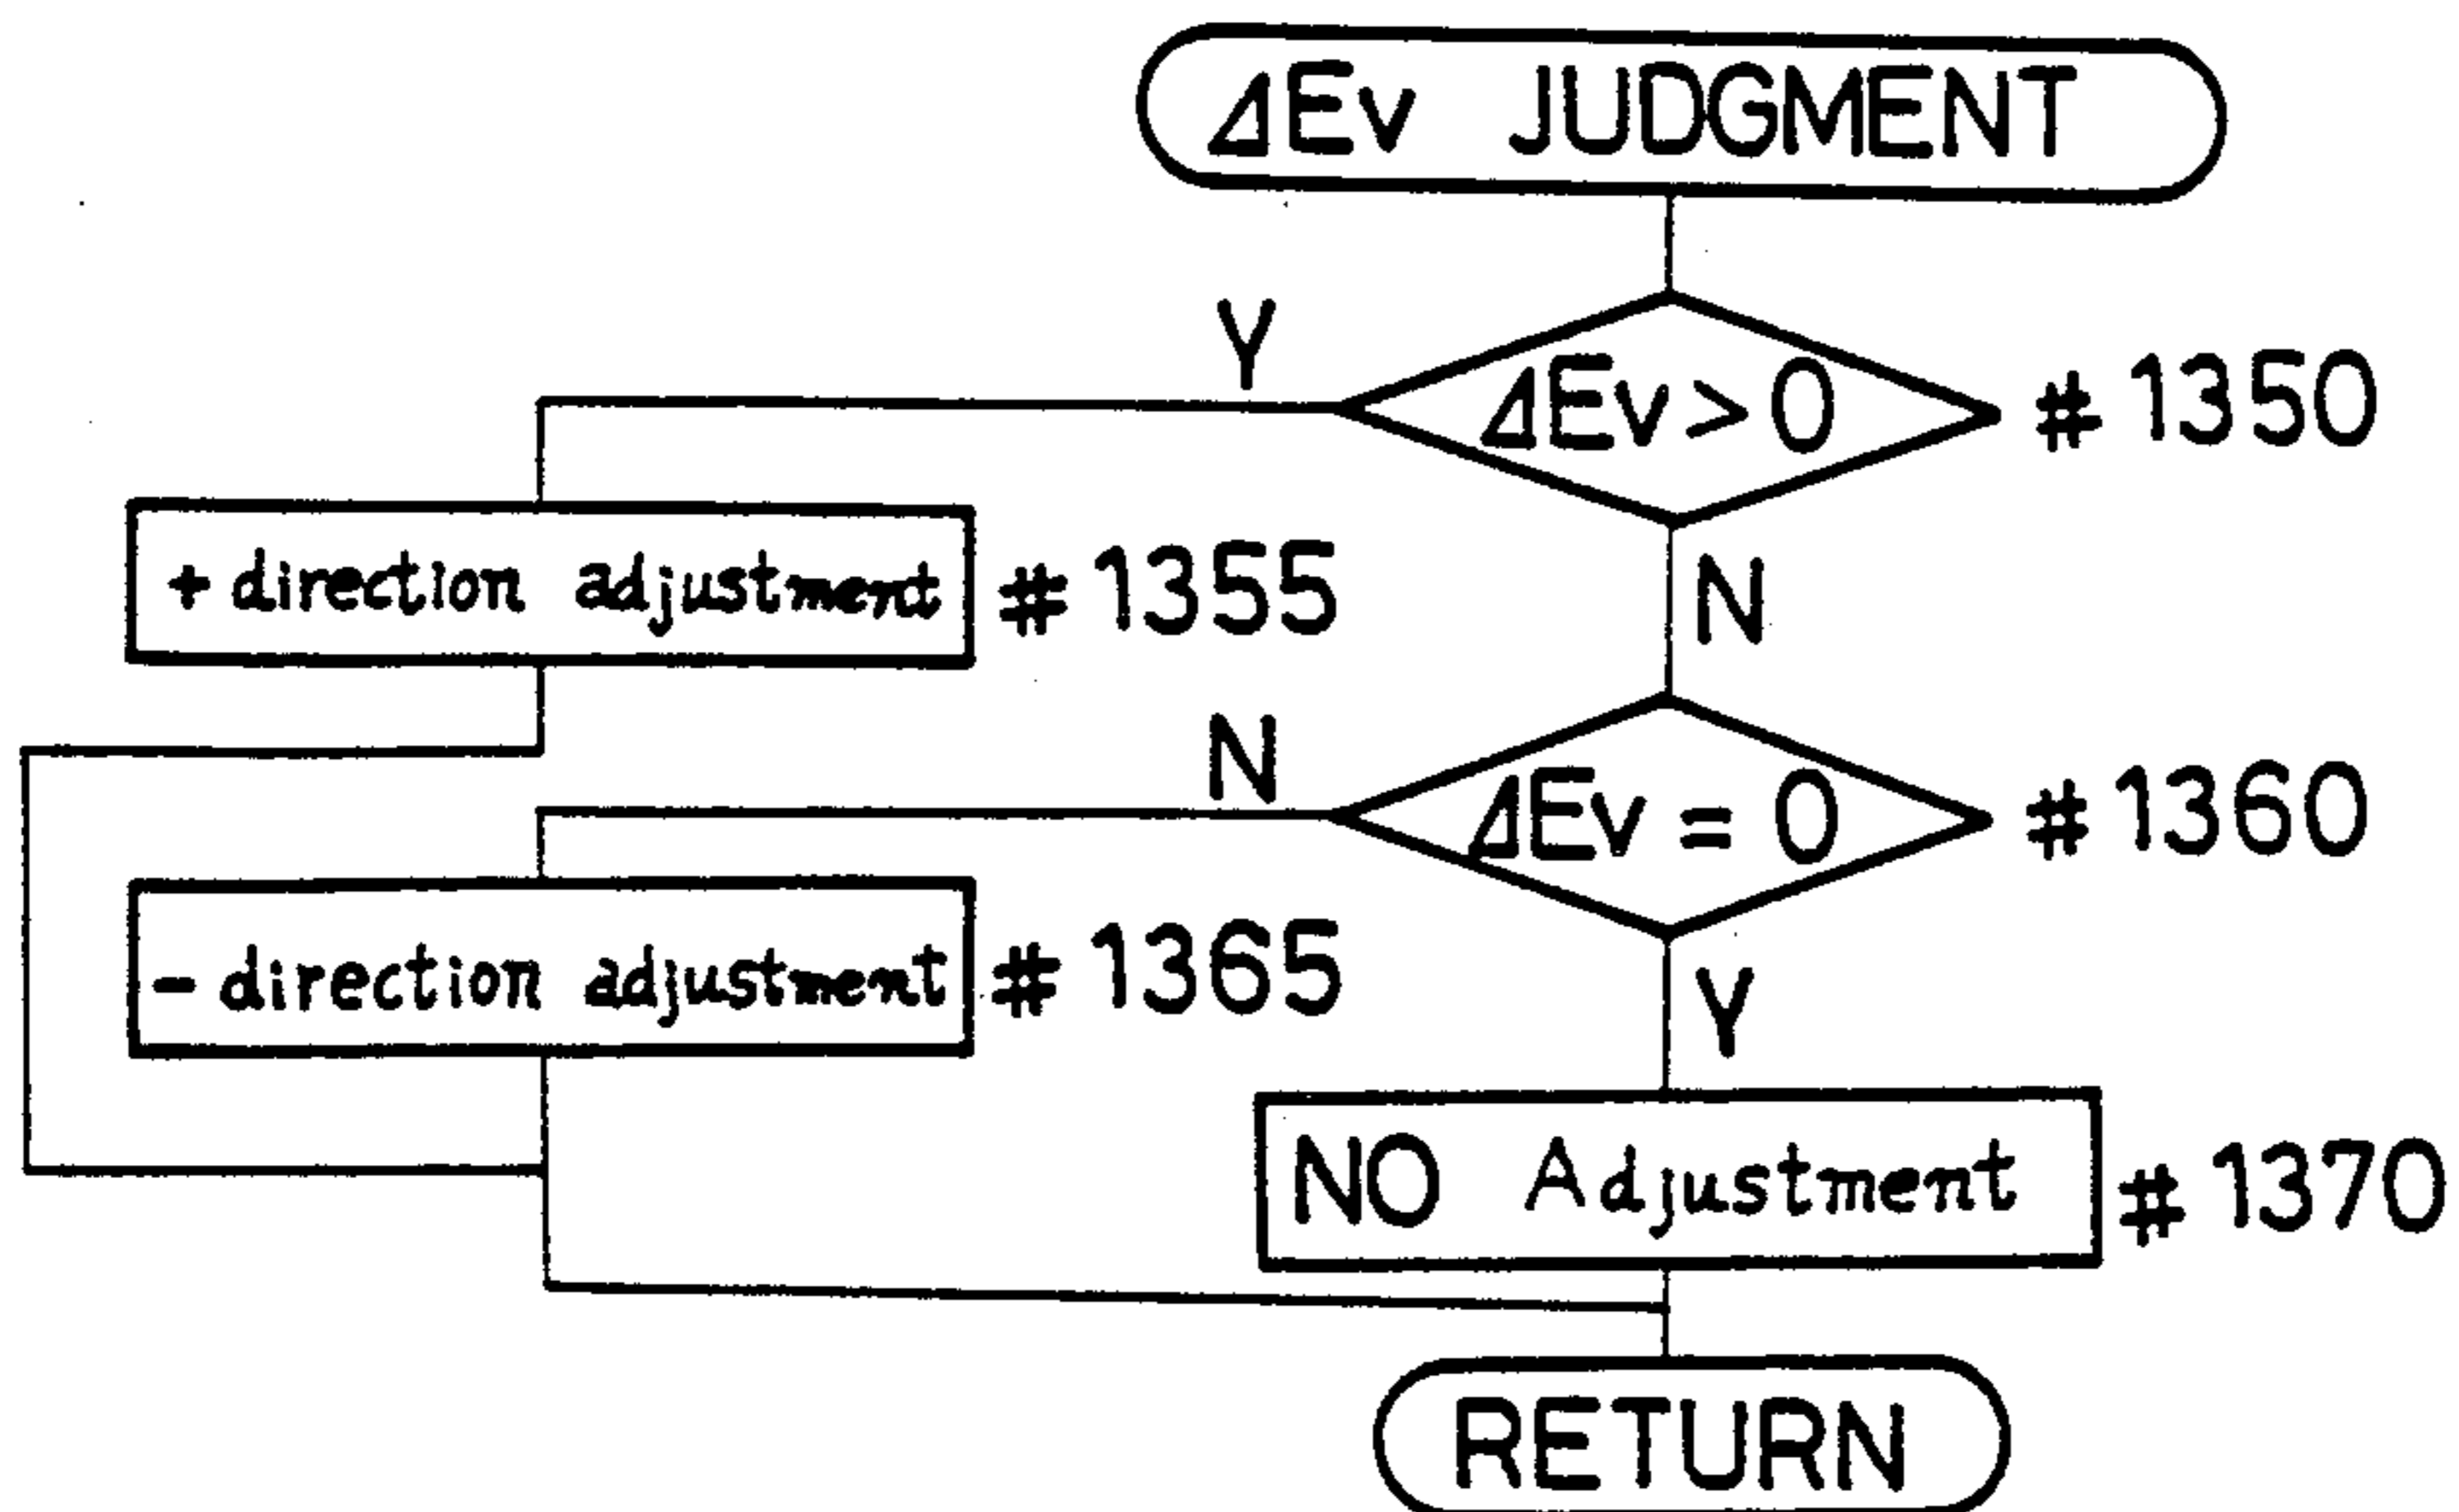 ΔEv JUDGMENT
Y
ΔEv>0 #1350
+ direction adjustment #1355
N
N
ΔEv=0 #1360
- direction adjustment #1365
Y
NO Adjustment #1370
RETURN